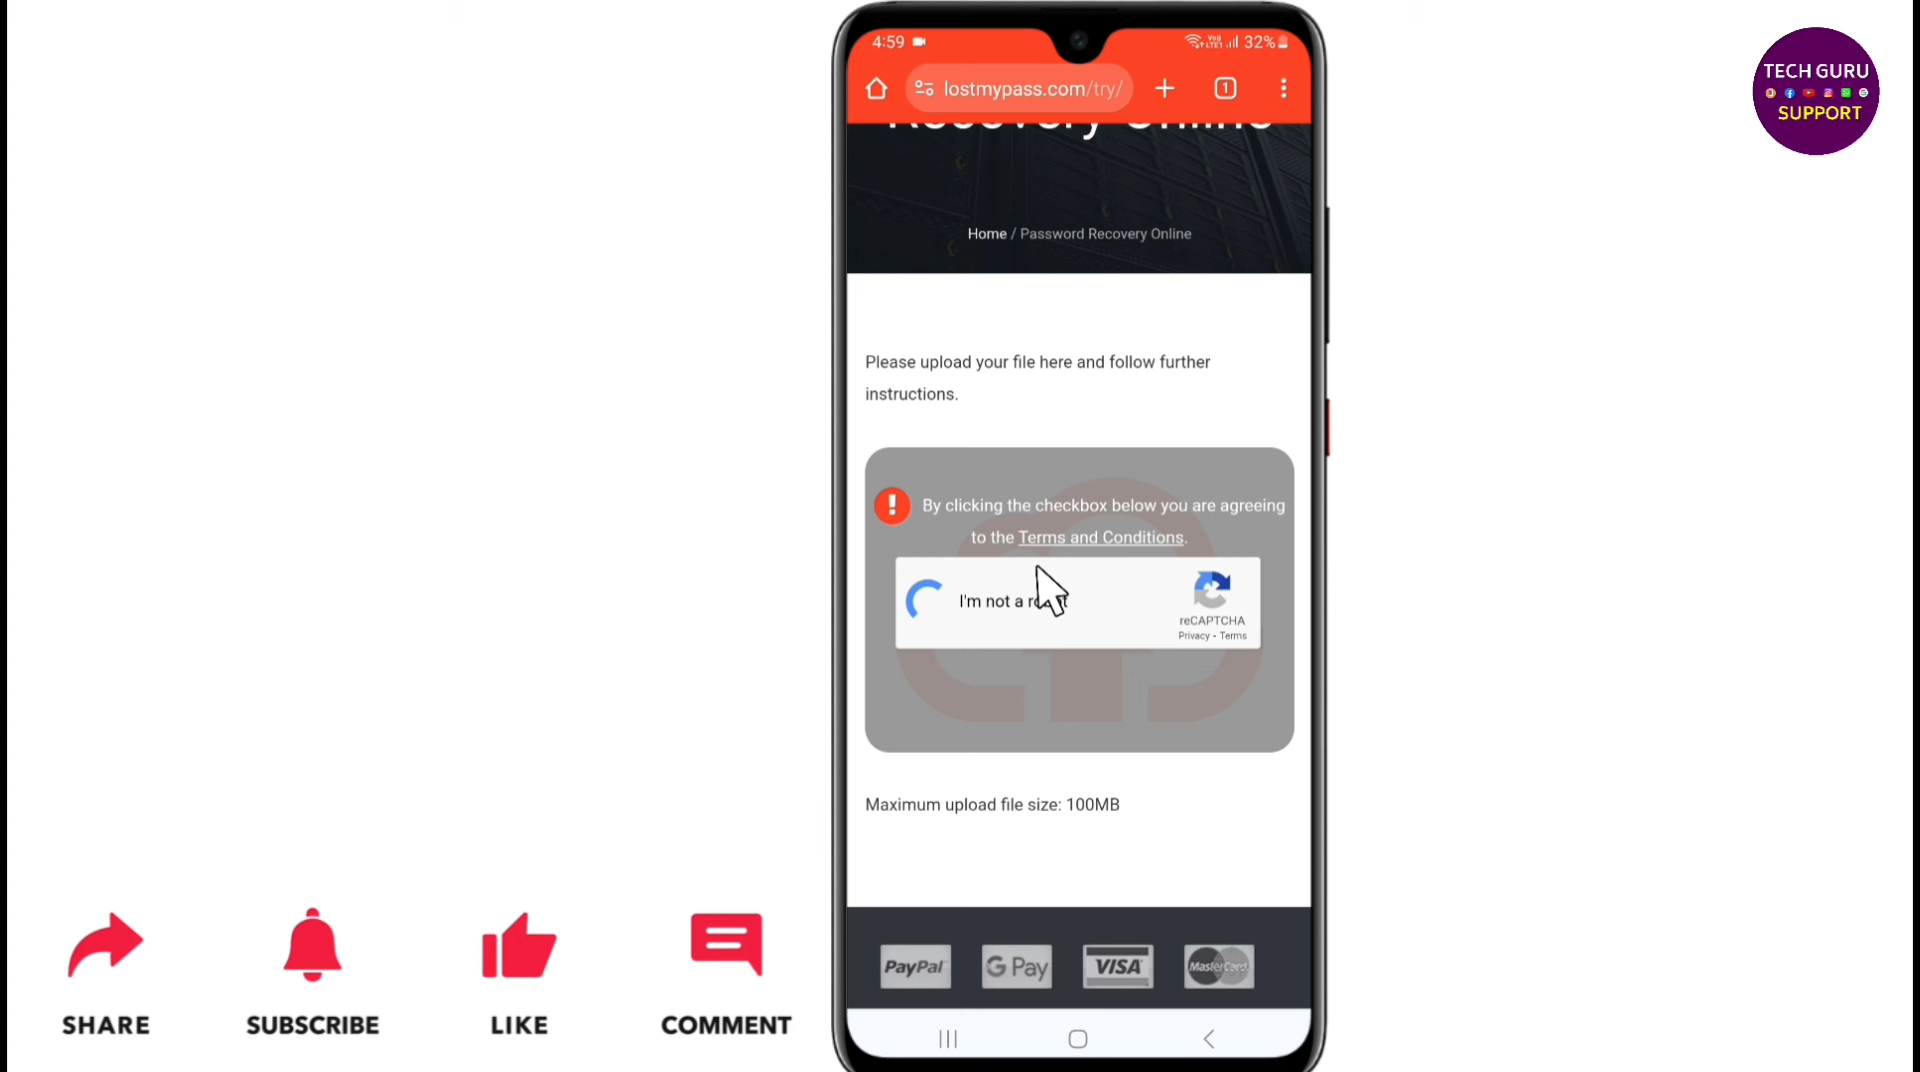 4:59
32%
lostmypass.com/try/
1
Recovery Online
Home / Password Recovery Online
Please upload your file here and follow further
instructions.
! By clicking the checkbox below you are agreeing
to the Terms and Conditions.
I'm not a
reCAPTCHA
Privacy - Terms
Maximum upload file size: 100MB
PayPal
G Pay
VISA
MasterCard
TECH GURU
SUPPORT
SHARE
SUBSCRIBE
LIKE
COMMENT